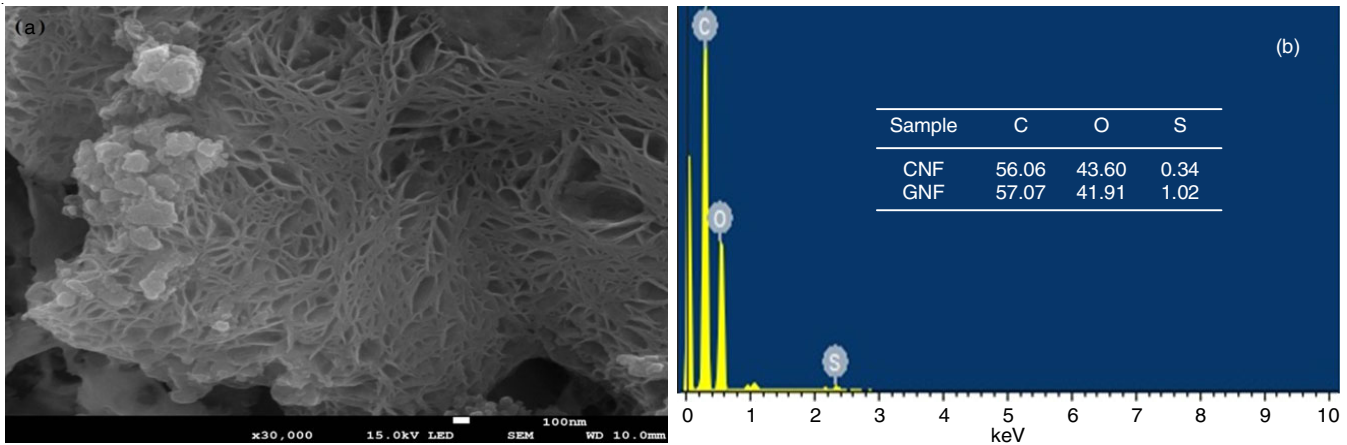 (a)
100nm
x30,000 15.0kV LED SEM WD 10.0mm
C
(b)
Sample C O S
CNF 56.06 43.60 0.34
GNF 57.07 41.91 1.02
O
S
0 1 2 3 4 5 6 7 8 9 10
keV